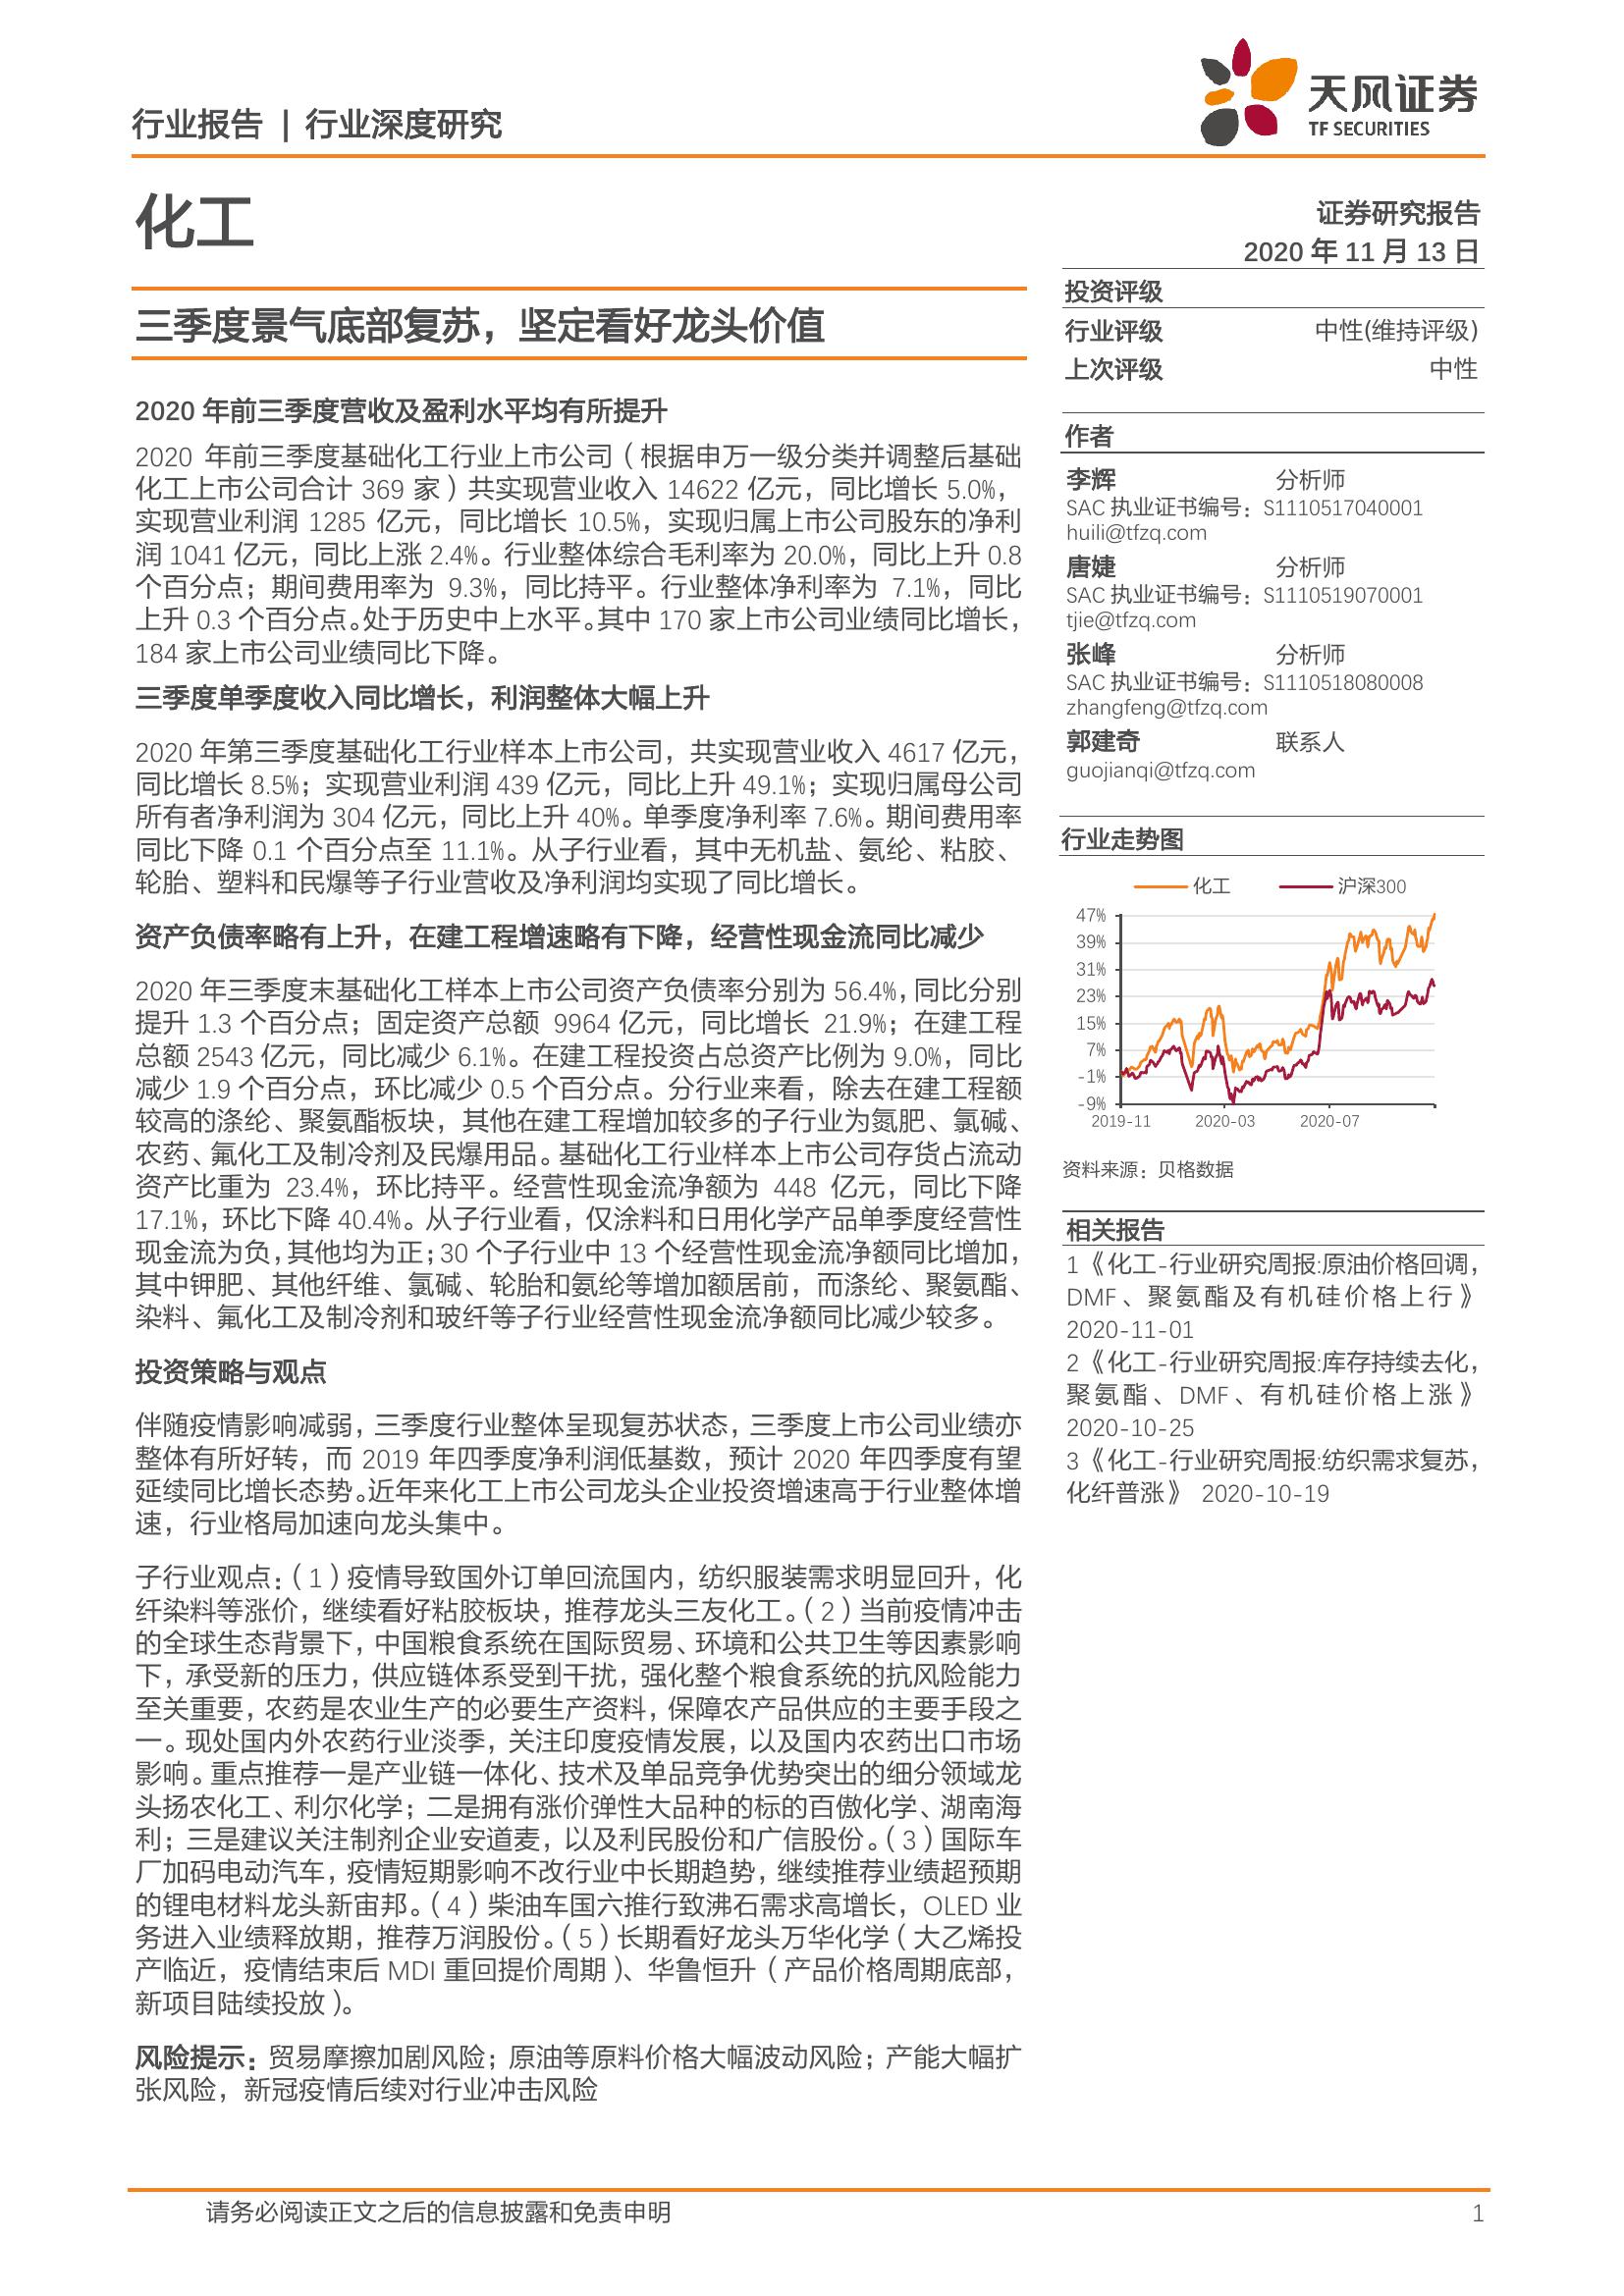 行业报告 | 行业深度研究
天风证券
TF SECURITIES
化工
三季度景气底部复苏，坚定看好龙头价值
2020 年前三季度营收及盈利水平均有所提升
2020 年前三季度基础化工行业上市公司（根据申万一级分类并调整后基础
化工上市公司合计 369 家）共实现营业收入 14622 亿元，同比增长 5.0%，
实现营业利润 1285 亿元，同比增长 10.5%，实现归属上市公司股东的净利
润 1041 亿元，同比上涨 2.4%。行业整体综合毛利率为 20.0%，同比上升 0.8
个百分点；期间费用率为 9.3%，同比持平。行业整体净利率为 7.1%，同比
上升 0.3 个百分点。处于历史中上水平。其中 170 家上市公司业绩同比增长，
184 家上市公司业绩同比下降。
三季度单季度收入同比增长，利润整体大幅上升
2020 年第三季度基础化工行业样本上市公司，共实现营业收入 4617 亿元，
同比增长 8.5%；实现营业利润 439 亿元，同比上升 49.1%；实现归属母公司
所有者净利润为 304 亿元，同比上升 40%。单季度净利率 7.6%。期间费用率
同比下降 0.1 个百分点至 11.1%。从子行业看，其中无机盐、氨纶、粘胶、
轮胎、塑料和民爆等子行业营收及净利润均实现了同比增长。
资产负债率略有上升，在建工程增速略有下降，经营性现金流同比减少
2020 年三季度末基础化工样本上市公司资产负债率分别为 56.4%，同比分别
提升 1.3 个百分点；固定资产总额 9964 亿元，同比增长 21.9%；在建工程
总额 2543 亿元，同比减少 6.1%。在建工程投资占总资产比例为 9.0%，同比
减少 1.9 个百分点，环比减少 0.5 个百分点。分行业来看，除去在建工程额
较高的涤纶、聚氨酯板块，其他在建工程增加较多的子行业为氮肥、氯碱、
农药、氟化工及制冷剂及民爆用品。基础化工行业样本上市公司存货占流动
资产比重为 23.4%，环比持平。经营性现金流净额为 448 亿元，同比下降
17.1%，环比下降 40.4%。从子行业看，仅涂料和日用化学产品单季度经营性
现金流为负，其他均为正；30 个子行业中 13 个经营性现金流净额同比增加，
其中钾肥、其他纤维、氯碱、轮胎和氨纶等增加额居前，而涤纶、聚氨酯、
染料、氟化工及制冷剂和玻纤等子行业经营性现金流净额同比减少较多。
投资策略与观点
伴随疫情影响减弱，三季度行业整体呈现复苏状态，三季度上市公司业绩亦
整体有所好转，而 2019 年四季度净利润低基数，预计 2020 年四季度有望
延续同比增长态势。近年来化工上市公司龙头企业投资增速高于行业整体增
速，行业格局加速向龙头集中。
子行业观点：（1）疫情导致国外订单回流国内，纺织服装需求明显回升，化
纤染料等涨价，继续看好粘胶板块，推荐龙头三友化工。（2）当前疫情冲击
的全球生态背景下，中国粮食系统在国际贸易、环境和公共卫生等因素影响
下，承受新的压力，供应链体系受到干扰，强化整个粮食系统的抗风险能力
至关重要，农药是农业生产的必要生产资料，保障农产品供应的主要手段之
一。现处国内外农药行业淡季，关注印度疫情发展，以及国内农药出口市场
影响。重点推荐一是产业链一体化、技术及单品竞争优势突出的细分领域龙
头扬农化工、利尔化学；二是拥有涨价弹性大品种的标的百傲化学、湖南海
利；三是建议关注制剂企业安道麦，以及利民股份和广信股份。（3）国际车
厂加码电动汽车，疫情短期影响不改行业中长期趋势，继续推荐业绩超预期
的锂电材料龙头新宙邦。（4）柴油车国六推行致沸石需求高增长，OLED 业
务进入业绩释放期，推荐万润股份。（5）长期看好龙头万华化学（大乙烯投
产临近，疫情结束后 MDI 重回提价周期）、华鲁恒升（产品价格周期底部，
新项目陆续投放）。
风险提示：贸易摩擦加剧风险；原油等原料价格大幅波动风险；产能大幅扩
张风险，新冠疫情后续对行业冲击风险
证券研究报告
2020 年 11 月 13 日
投资评级
行业评级 中性(维持评级)
上次评级 中性
作者
李辉 分析师
SAC 执业证书编号：S1110517040001
huili@tfzq.com
唐婕 分析师
SAC 执业证书编号：S1110519070001
tjie@tfzq.com
张峰 分析师
SAC 执业证书编号：S1110518080008
zhangfeng@tfzq.com
郭建奇 联系人
guojianqi@tfzq.com
行业走势图
化工 沪深300
47%
39%
31%
23%
15%
7%
-1%
-9%
2019-11 2020-03 2020-07
资料来源：贝格数据
相关报告
1《化工-行业研究周报:原油价格回调，
DMF、聚氨酯及有机硅价格上行》
2020-11-01
2《化工-行业研究周报:库存持续去化，
聚氨酯、DMF、有机硅价格上涨》
2020-10-25
3《化工-行业研究周报:纺织需求复苏，
化纤普涨》 2020-10-19
请务必阅读正文之后的信息披露和免责申明 1